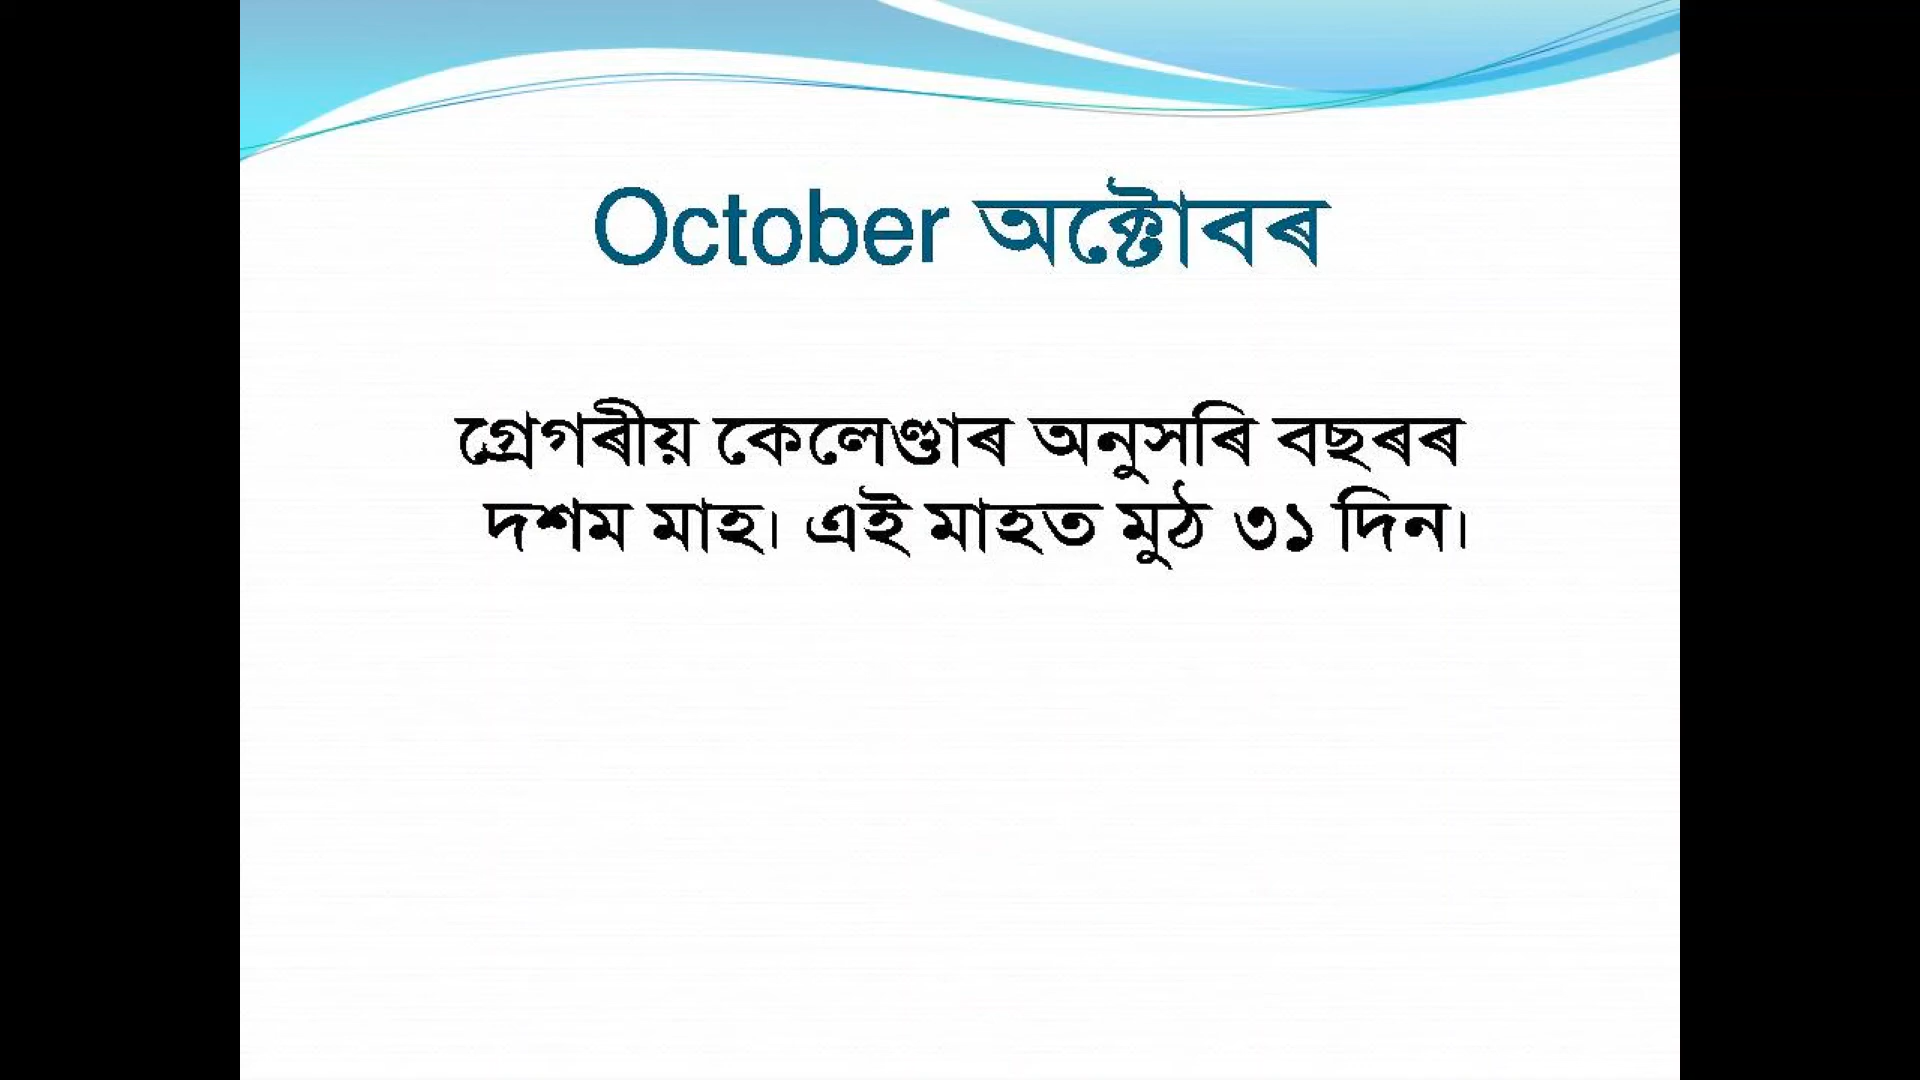 October অক্টোবৰ
গ্ৰেগৰীয় কেলেণ্ডাৰ অনুসৰি বছৰৰ
দশম মাহ। এই মাহত মুঠ ৩১ দিন।